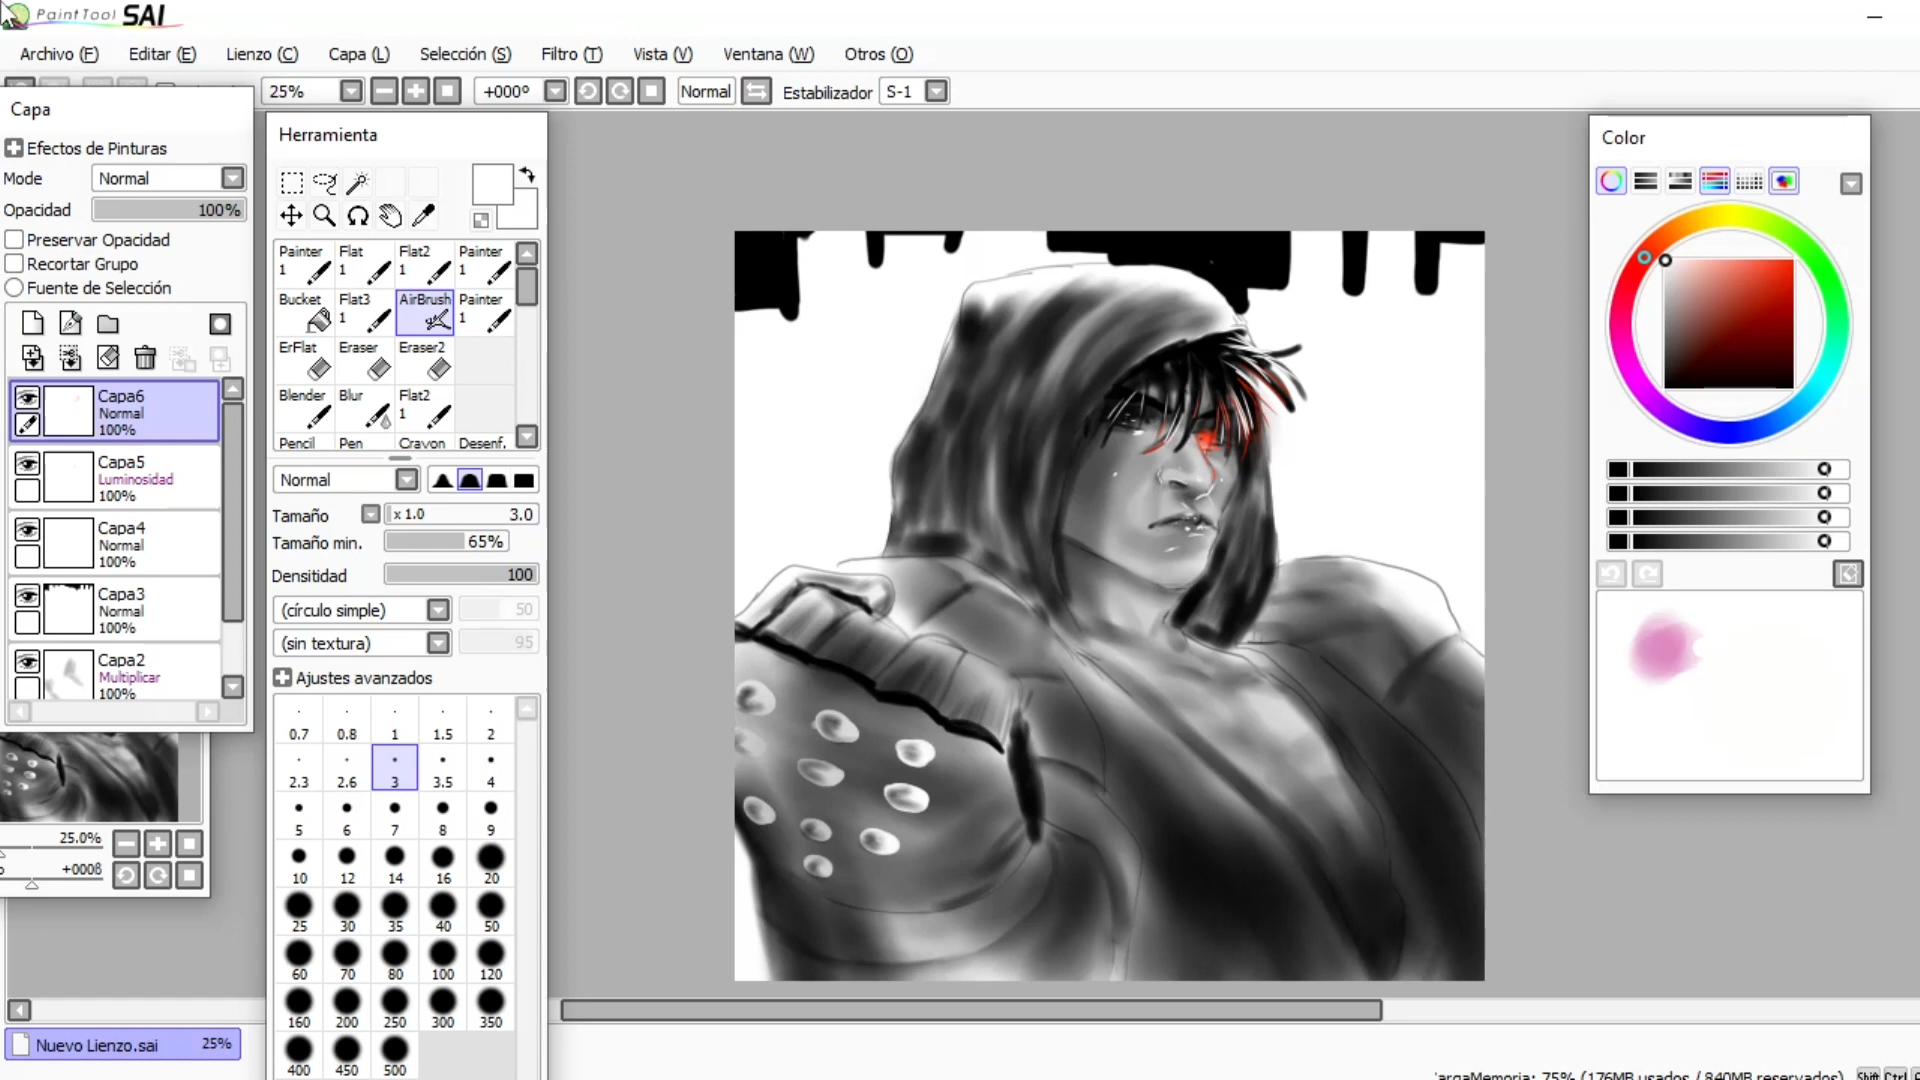 PaintTool SAI
Archivo (F) Editar (E) Lienzo (C) Capa (L) Selección (S) Filtro (T) Vista (V) Ventana (W) Otros (O)
25% +000º Normal Estabilizador S-1
Capa
Efectos de Pinturas
Mode Normal
Opacidad 100%
Preservar Opacidad
Recortar Grupo
Fuente de Selección
Capa6
Normal
100%
Capa5
Luminosidad
100%
Capa4
Normal
100%
Capa3
Normal
100%
Capa2
Multiplicar
100%
25.0%
Nuevo Lienzo.sai 25%
Herramienta
Painter Flat Flat2 Painter
1 1 1 1
Bucket Flat3 AirBrush Painter
1 1
ErFlat Eraser Eraser2
Blender Blur Flat2
1
Pencil Pen Crayon Desenf.
Normal
Tamaño x 1.0 3.0
Tamaño min. 65%
Densitidad 100
(círculo simple) 50
(sin textura) 95
Ajustes avanzados
0.7 0.8 1 1.5 2
2.3 2.6 3 3.5 4
5 6 7 8 9
10 12 14 16 20
25 30 35 40 50
60 70 80 100 120
160 200 250 300 350
400 450 500
Color
75% (176MB usados / 840MB reservados) Shift Ctrl